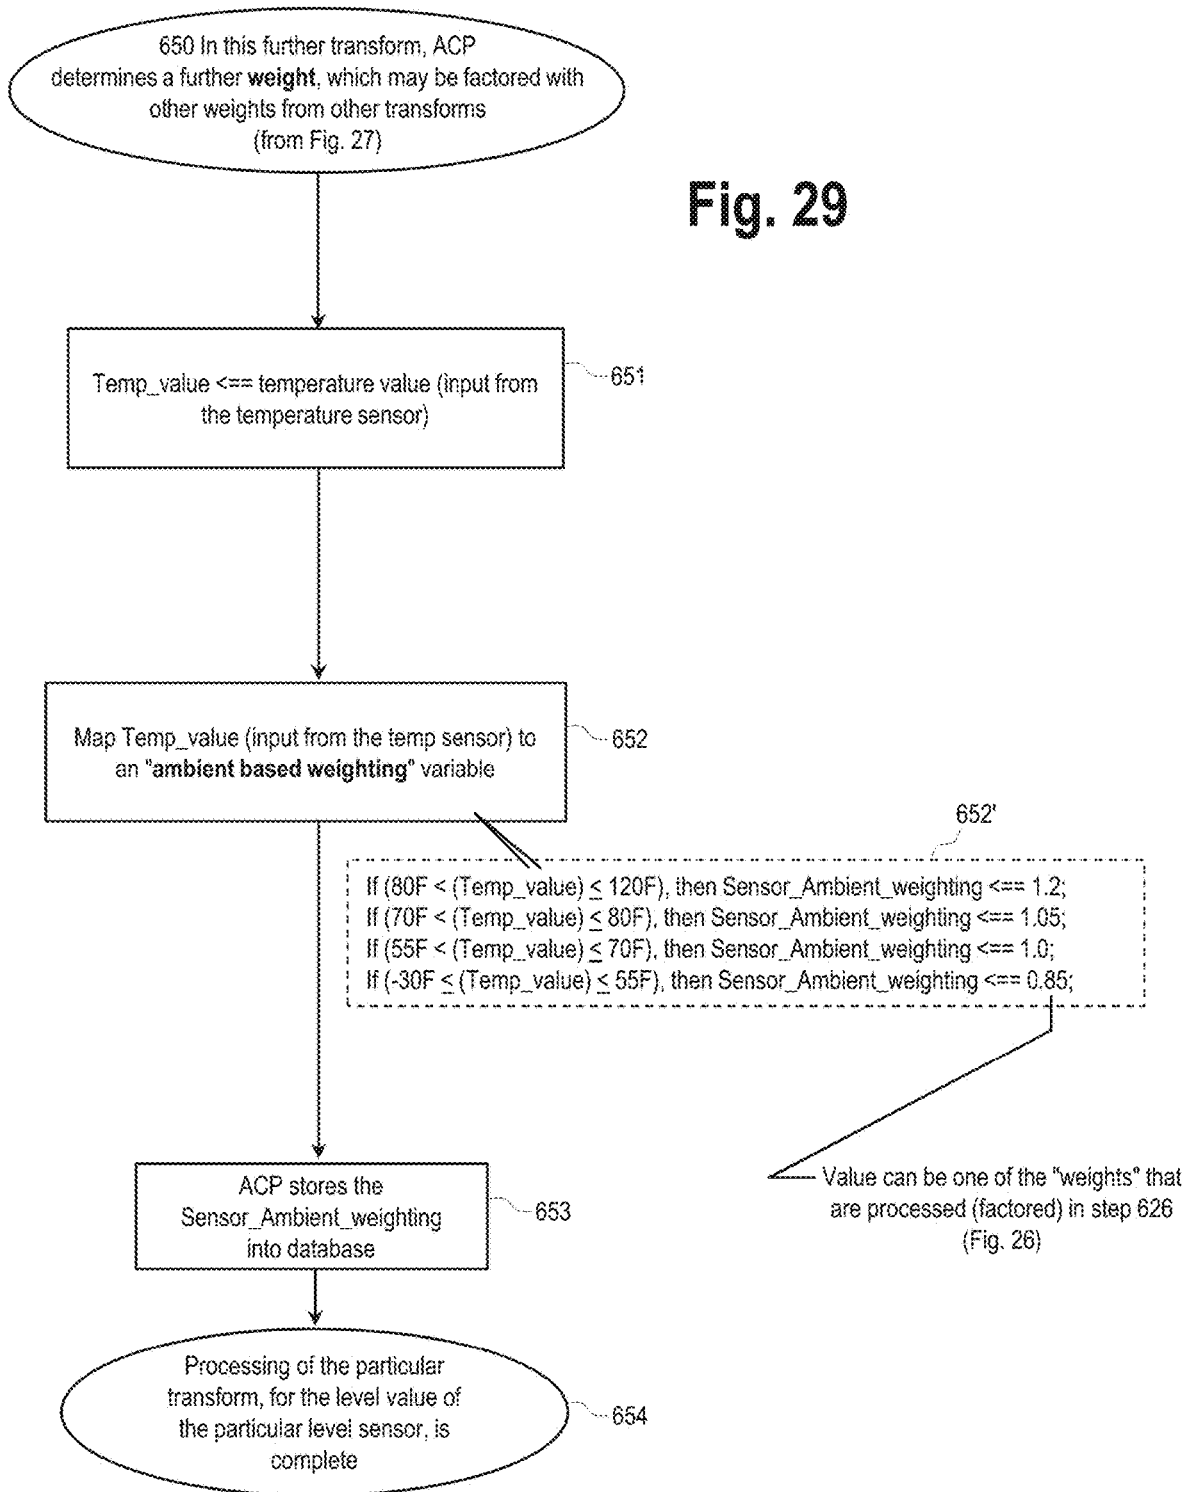 650 In this further transform, ACP
determines a further weight, which may be factored with
other weights from other transforms
(from Fig. 27)
Fig. 29
Temp_value <== temperature value (input from
the temperature sensor)
651
Map Temp_value (input from the temp sensor) to
an "ambient based weighting" variable
652
652'
If (80F < (Temp_value) ≤ 120F), then Sensor_Ambient_weighting <== 1.2;
If (70F < (Temp_value) ≤ 80F), then Sensor_Ambient_weighting <== 1.05;
If (55F < (Temp_value) ≤ 70F), then Sensor_Ambient_weighting <== 1.0;
If (-30F ≤ (Temp_value) ≤ 55F), then Sensor_Ambient_weighting <== 0.85;
Value can be one of the "weights" that
are processed (factored) in step 626
(Fig. 26)
ACP stores the
Sensor_Ambient_weighting
into database
653
Processing of the particular
transform, for the level value of
the particular level sensor, is
complete
654